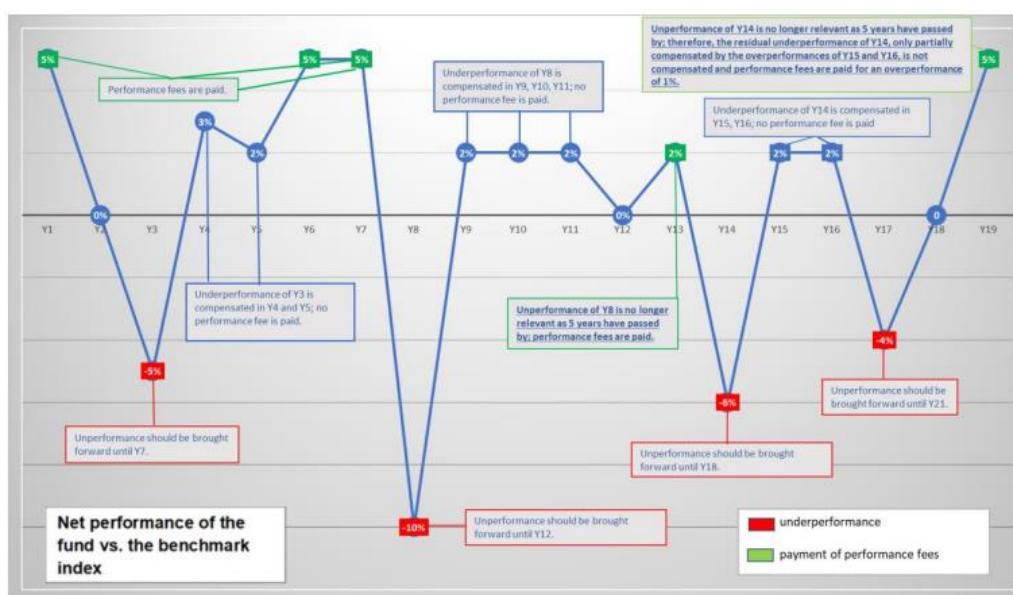 Unperformance of Y14 is no longer relevant as 5 years have passed
by; therefore, the residual underperformance of Y14, only partially
compensated by the overperformances of Y15 and Y16, is not
compensated and performance fees are paid for an overperformance
of 1%.
5%
5%
5%
5%
Performance fees are paid.
Underperformance of Y8 is
compensated in
Y9, Y10, Y11; no
performance fee is paid.
Underperformance of Y14 is compensated in
Y15, Y16; no performance fee is paid
3%
2%
2%
2%
2%
2%
2%
2%
0%
0%
0
Y1
Y2
Y3
Y4
Y5
Y6
Y7
Y8
Y9
Y10
Y11
Y12
Y13
Y14
Y15
Y16
Y17
Y18
Y19
Underperformance of Y3 is
compensated in Y4 and Y5; no
performance fee is paid.
Unperformance of Y8 is no longer
relevant as 5 years have passed
by; performance fees are paid.
-5%
-4%
-6%
Unperformance should be
brought forward until Y21.
Unperformance should be brought
forward until Y7.
Unperformance should be brought
forward until Y18.
-10%
Unperformance should be brought
forward until Y12.
Net performance of the
fund vs. the benchmark
index
underperformance
payment of performance fees